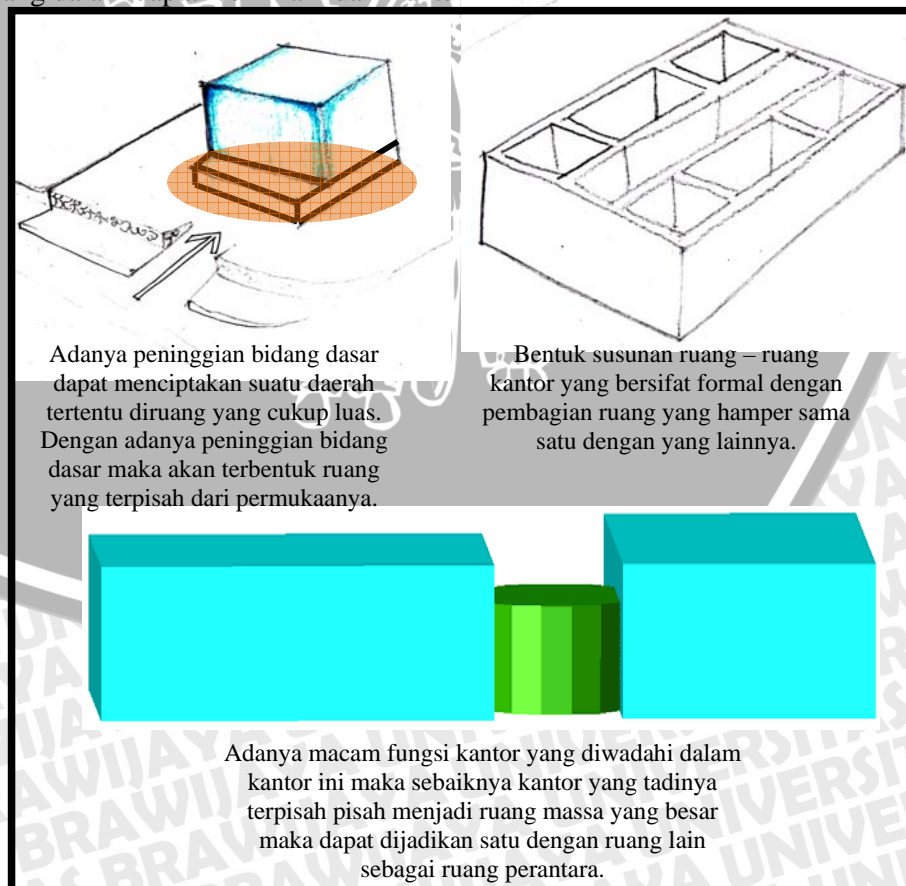 Adanya peninggian bidang dasar
dapat menciptakan suatu daerah
tertentu diruang yang cukup luas.
Dengan adanya peninggian bidang
dasar maka akan terbentuk ruang
yang terpisah dari permukaanya.
Bentuk susunan ruang – ruang
kantor yang bersifat formal dengan
pembagian ruang yang hamper sama
satu dengan yang lainnya.
Adanya macam fungsi kantor yang diwadahi dalam
kantor ini maka sebaiknya kantor yang tadinya
terpisah pisah menjadi ruang massa yang besar
maka dapat dijadikan satu dengan ruang lain
sebagai ruang perantara.